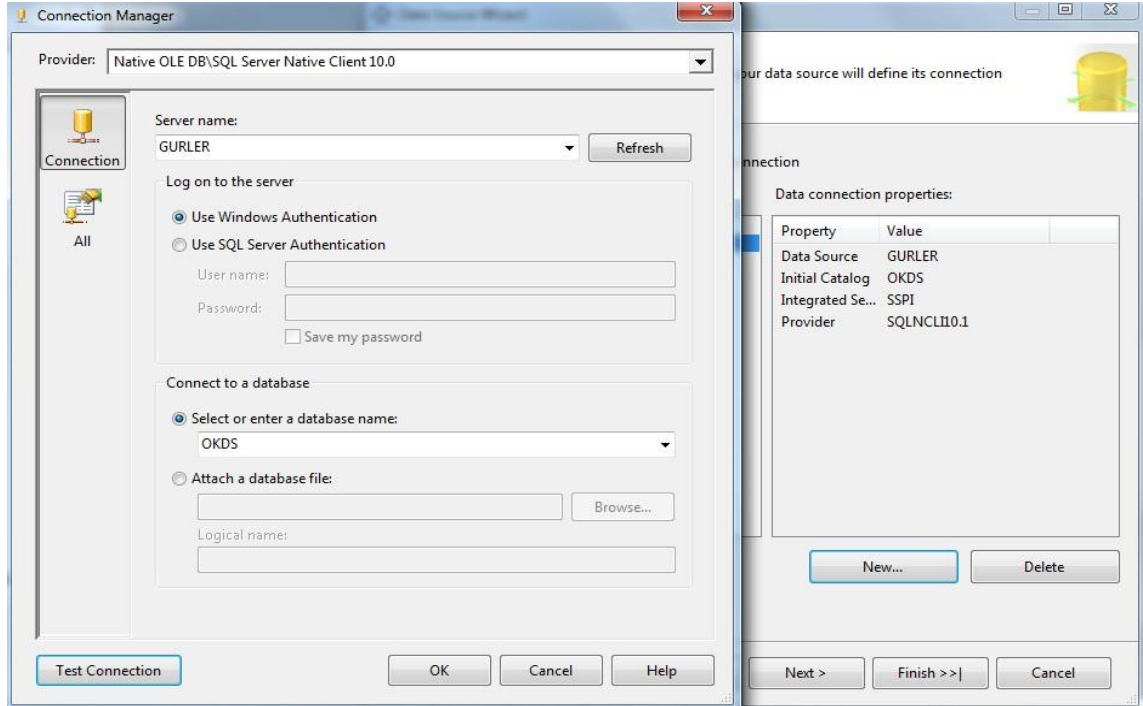 Connection Manager
Provider: Native OLE DB\SQL Server Native Client 10.0
Connection
All
Server name:
GURLER
Refresh
Log on to the server
Use Windows Authentication
Use SQL Server Authentication
User name:
Password:
Save my password
Connect to a database
Select or enter a database name:
OKDS
Attach a database file:
Browse...
Logical name:
Test Connection
OK
Cancel
Help
Data Source Wizard
our data source will define its connection
nnection
Data connection properties:
Property Value
Data Source GURLER
Initial Catalog OKDS
Integrated Se... SSPI
Provider SQLNCLI10.1
New...
Delete
Next >
Finish >>|
Cancel